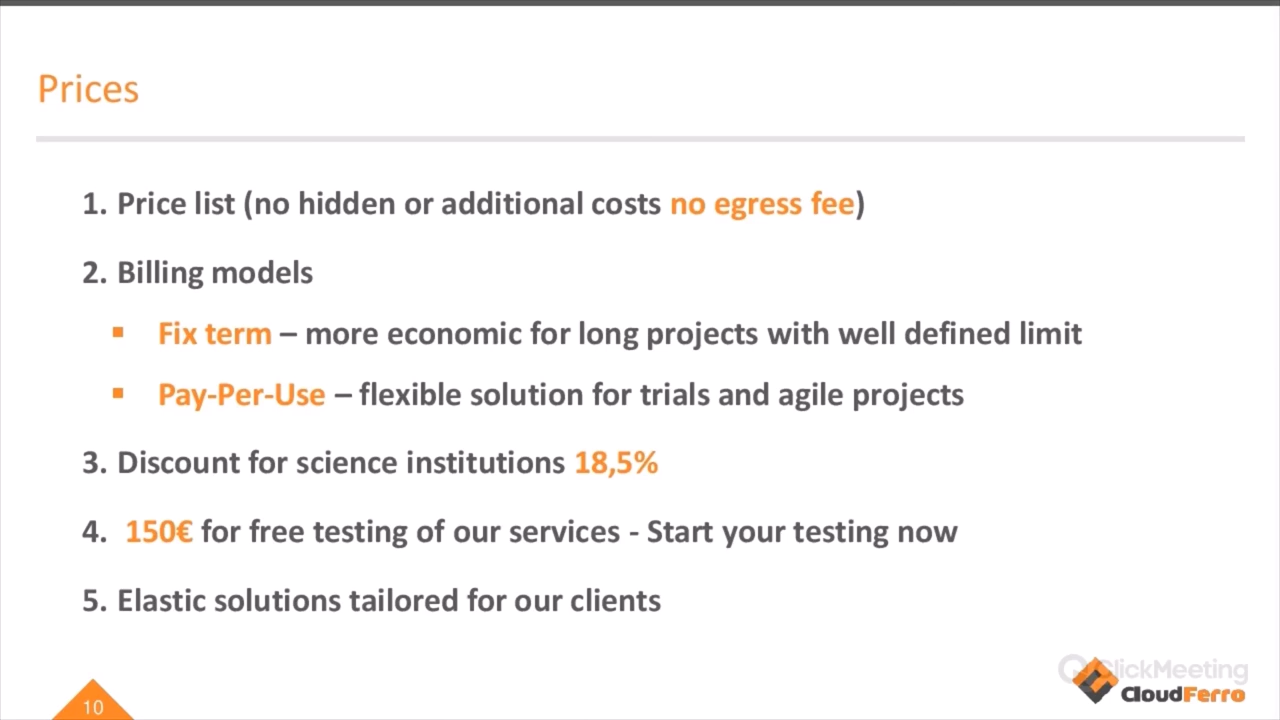 Prices
1. Price list (no hidden or additional costs no egress fee)
2. Billing models
▪ Fix term – more economic for long projects with well defined limit
▪ Pay-Per-Use – flexible solution for trials and agile projects
3. Discount for science institutions 18,5%
4. 150€ for free testing of our services - Start your testing now
5. Elastic solutions tailored for our clients
ClickMeeting
CloudFerro
10